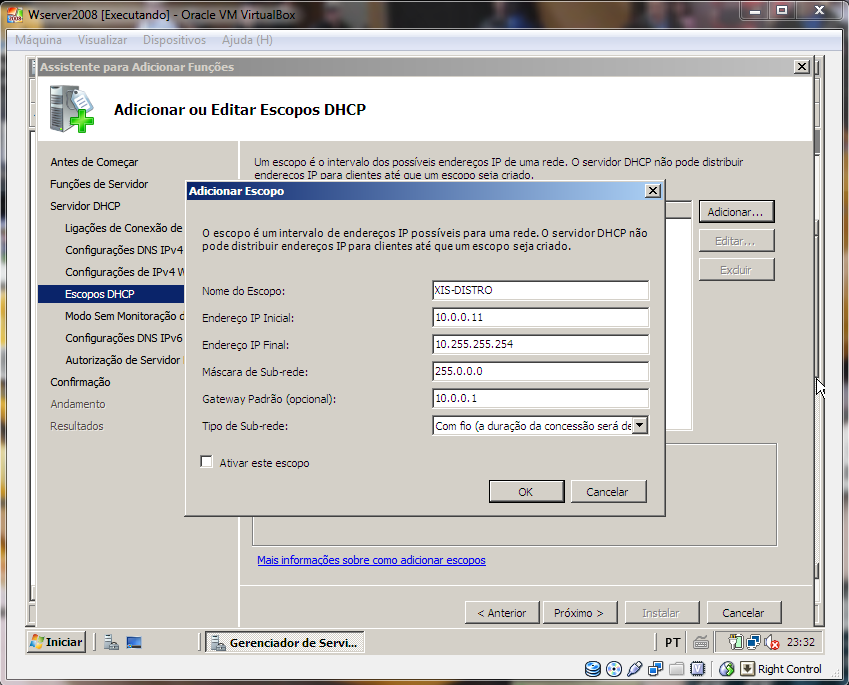 Wserver2008 [Executando] - Oracle VM VirtualBox
Máquina Visualizar Dispositivos Ajuda (H)
Assistente para Adicionar Funções
Adicionar ou Editar Escopos DHCP
Antes de Começar
Funções de Servidor
Servidor DHCP
Ligações de Conexão de
Configurações DNS IPv4
Configurações de IPv4 W
Escopos DHCP
Modo Sem Monitoração d
Configurações DNS IPv6
Autorização de Servidor
Confirmação
Andamento
Resultados
Um escopo é o intervalo dos possíveis endereços IP de uma rede. O servidor DHCP não pode distribuir
endereços IP para clientes até que um escopo seja criado.
Adicionar...
Editar...
Excluir
Adicionar Escopo
O escopo é um intervalo de endereços IP possíveis para uma rede. O servidor DHCP não
pode distribuir endereços IP para clientes até que um escopo seja criado.
Nome do Escopo: XIS-DISTRO
Endereço IP Inicial: 10.0.0.11
Endereço IP Final: 10.255.255.254
Máscara de Sub-rede: 255.0.0.0
Gateway Padrão (opcional): 10.0.0.1
Tipo de Sub-rede: Com fio (a duração da concessão será de
Ativar este escopo
OK Cancelar
Mais informações sobre como adicionar escopos
< Anterior Próximo > Instalar Cancelar
Iniciar Gerenciador de Servi... PT 23:32
Right Control